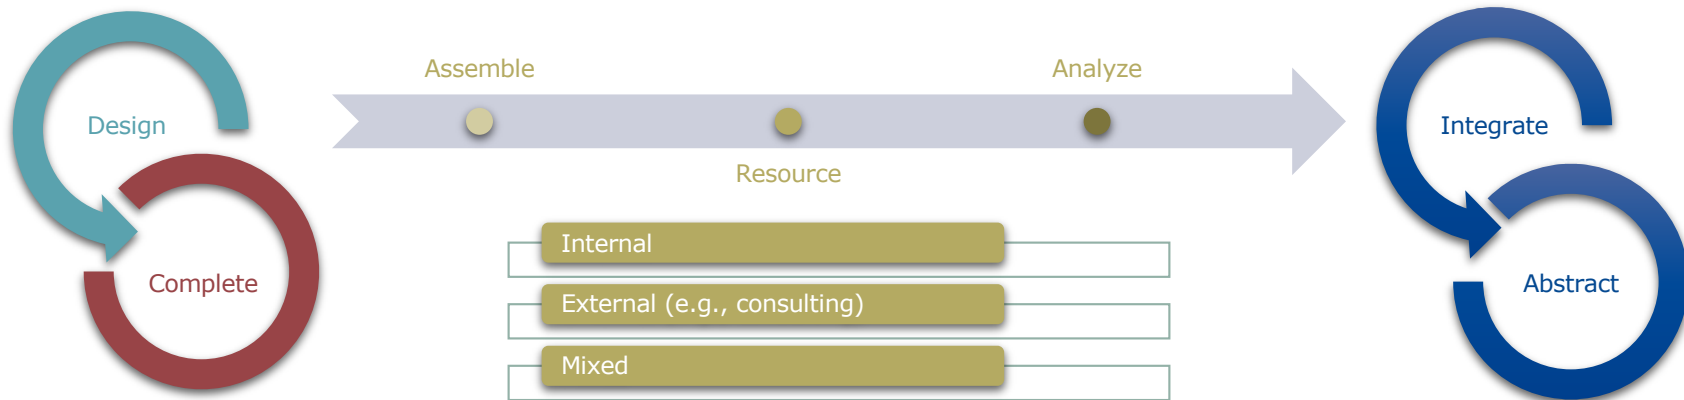 Design
Complete
Assemble
Resource
Analyze
Internal
External (e.g., consulting)
Mixed
Integrate
Abstract